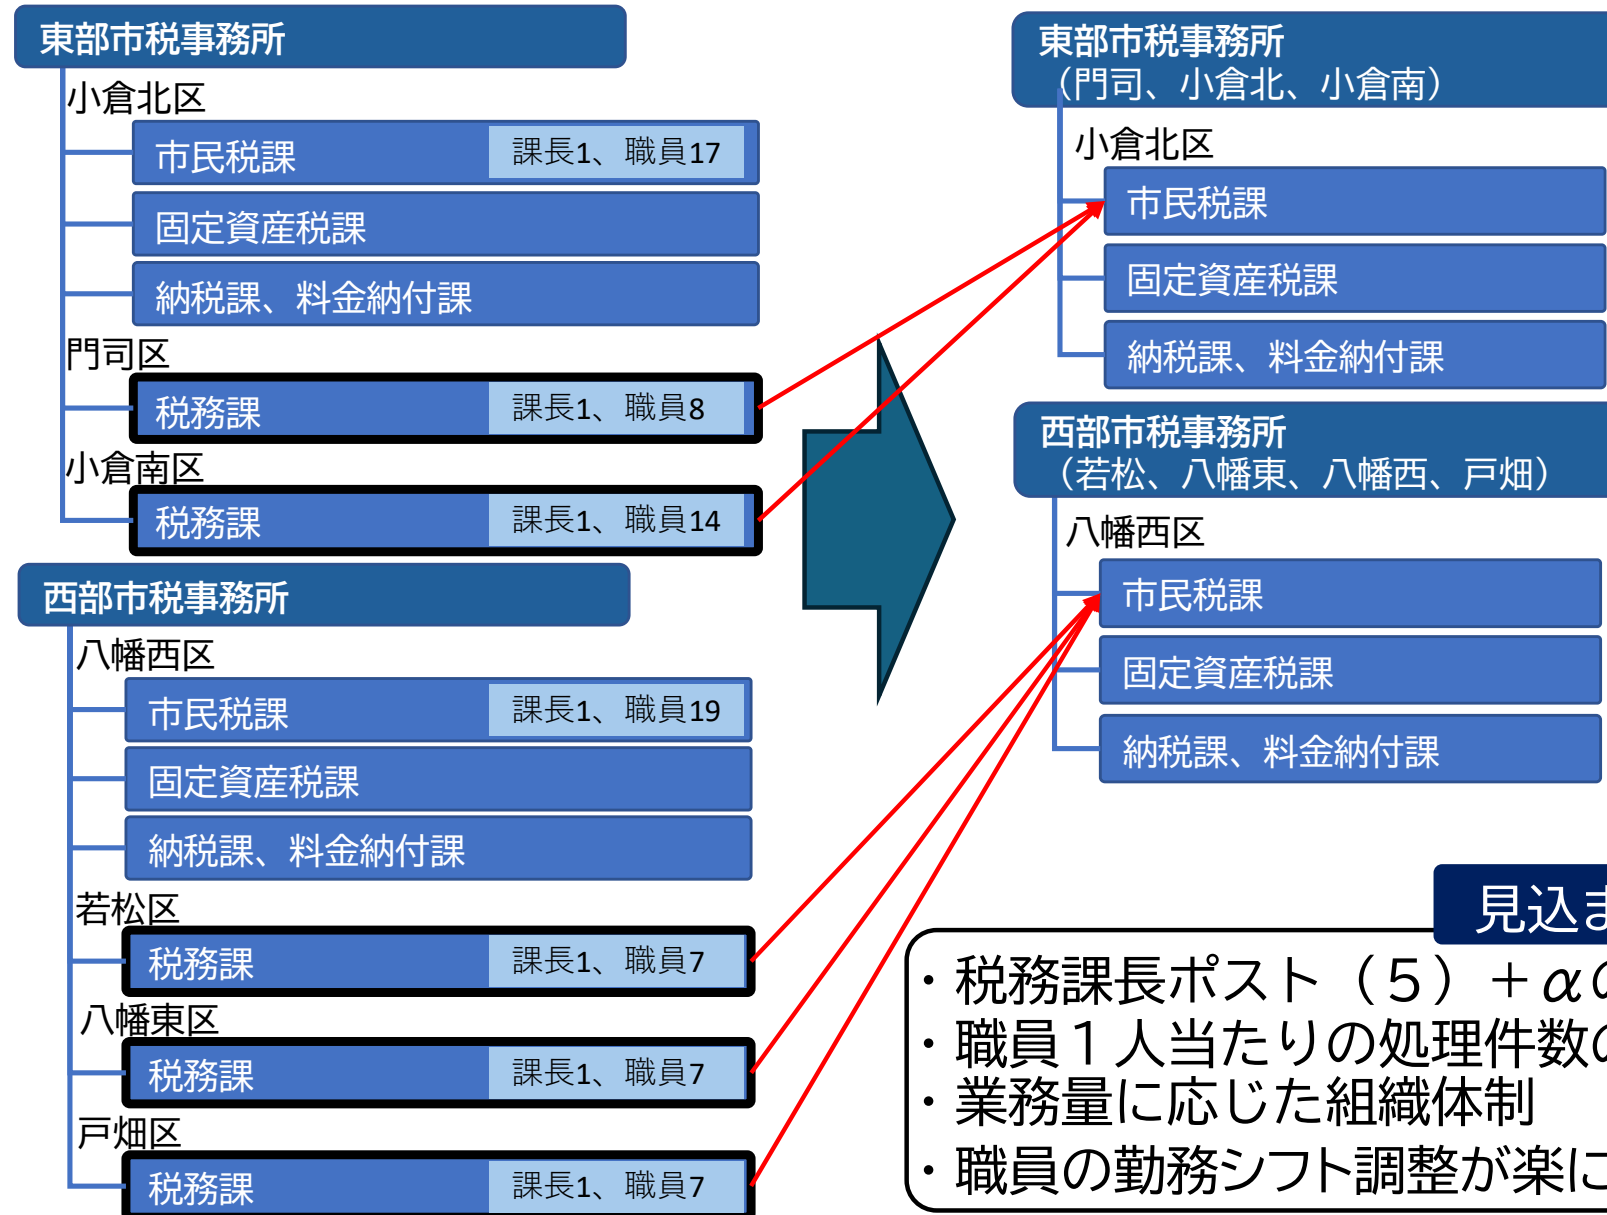 東部市税事務所
小倉北区
市民税課 課長1、職員17
固定資産税課
納税課、料金納付課
門司区
税務課 課長1、職員8
小倉南区
税務課 課長1、職員14
西部市税事務所
八幡西区
市民税課 課長1、職員19
固定資産税課
納税課、料金納付課
若松区
税務課 課長1、職員7
八幡東区
税務課 課長1、職員7
戸畑区
税務課 課長1、職員7
東部市税事務所
（門司、小倉北、小倉南）
小倉北区
市民税課
固定資産税課
納税課、料金納付課
西部市税事務所
（若松、八幡東、八幡西、戸畑）
八幡西区
市民税課
固定資産税課
納税課、料金納付課
見込ま
・税務課長ポスト（５）＋αの
・職員１人当たりの処理件数の
・業務量に応じた組織体制
・職員の勤務シフト調整が楽に